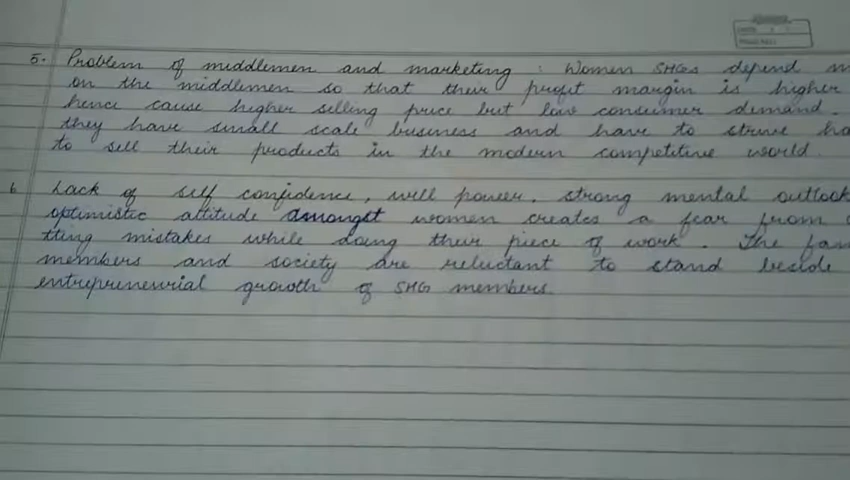 5. Problem of middlemen and marketing : Women SHGs depend
on the middlemen so that their profit margin is higher
hence cause higher selling price but low consumer demand.
they have small scale business and have to strive
to sell their products in the modern competitive world.
6 Lack of self confidence, will power, strong mental outlook
optimistic attitude amongst women creates a fear from
tting mistakes while doing their piece of work. The
members and society are reluctant to stand beside
entrepreneurial growth of SHG members